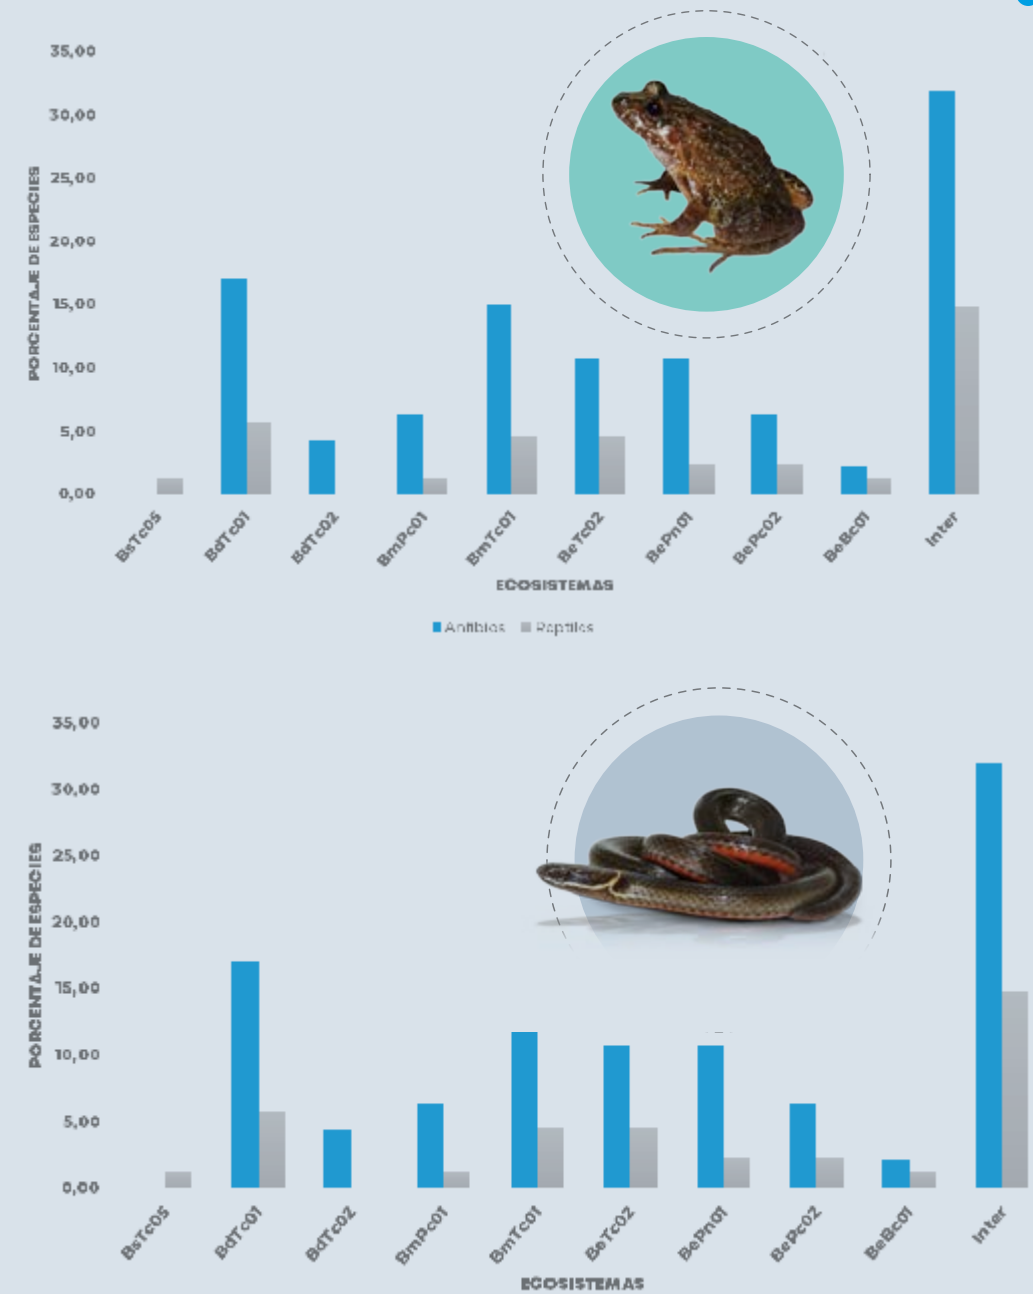 35,00
30,00
25,00
20,00
15,00
10,00
5,00
0,00
PORCENTAJE DE ESPECIES
BsTc05
BdTc01
BdTc02
BmPc01
BmTc01
BeTc02
BePn01
BePc02
BeBc01
Inter
ECOSISTEMAS
Anfibios
Reptiles
35,00
30,00
25,00
20,00
15,00
10,00
5,00
0,00
PORCENTAJE DE ESPECIES
BsTc05
BdTc01
BdTc02
BmPc01
BmTc01
BeTc02
BePn01
BePc02
BeBc01
Inter
ECOSISTEMAS